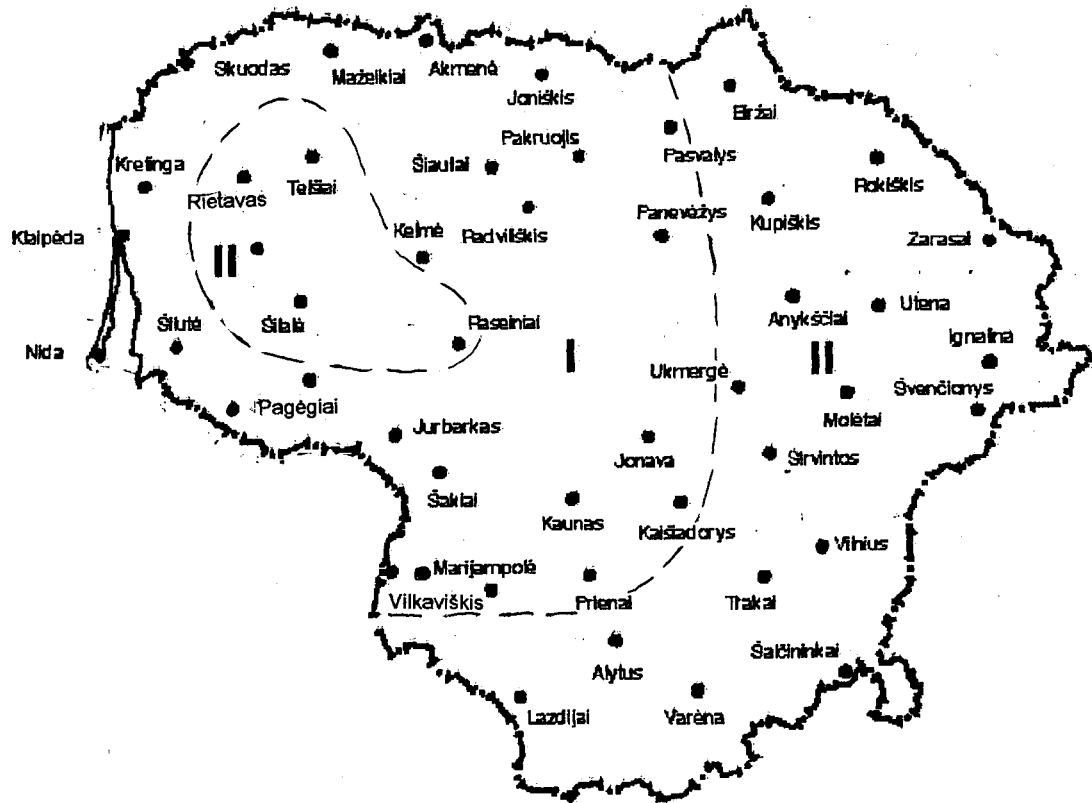 Skuodas
Mažeikiai
Akmenė
Joniškis
Biržai
Pasvalys
Pakruojis
Šiauliai
Kretinga
Telšiai
Rietavas
Rokiškis
Kupiškis
Panevėžys
Radviliškis
Kelmė
Klaipėda
Zarasai
II
Utena
Anykščiai
Šilutė
Šilalė
Raseiniai
Nida
I
II
Ignalina
Ukmergė
Švenčionys
Molėtai
Pagėgiai
Jurbarkas
Jonava
Širvintos
Šakiai
Kaunas
Kaišiadorys
Vilnius
Marijampolė
Vilkaviškis
Prienai
Trakai
Alytus
Šalčininkai
Lazdijai
Varėna